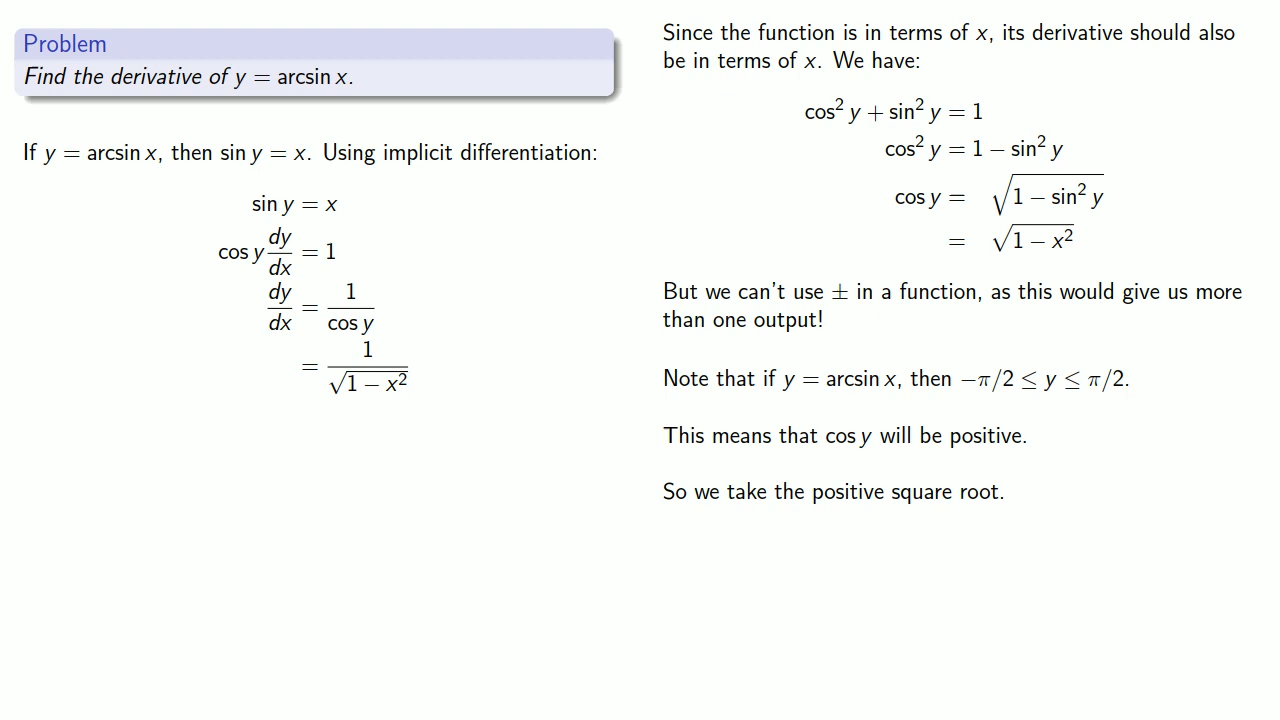 Problem
Find the derivative of y = arcsin x.
If y = arcsin x, then sin y = x. Using implicit differentiation:
sin y = x
cos y dy/dx = 1
dy/dx = 1/cos y
= 1/√(1 − x²)
Since the function is in terms of x, its derivative should also
be in terms of x. We have:
cos² y + sin² y = 1
cos² y = 1 − sin² y
cos y = √(1 − sin² y)
= √(1 − x²)
But we can't use ± in a function, as this would give us more
than one output!
Note that if y = arcsin x, then −π/2 ≤ y ≤ π/2.
This means that cos y will be positive.
So we take the positive square root.